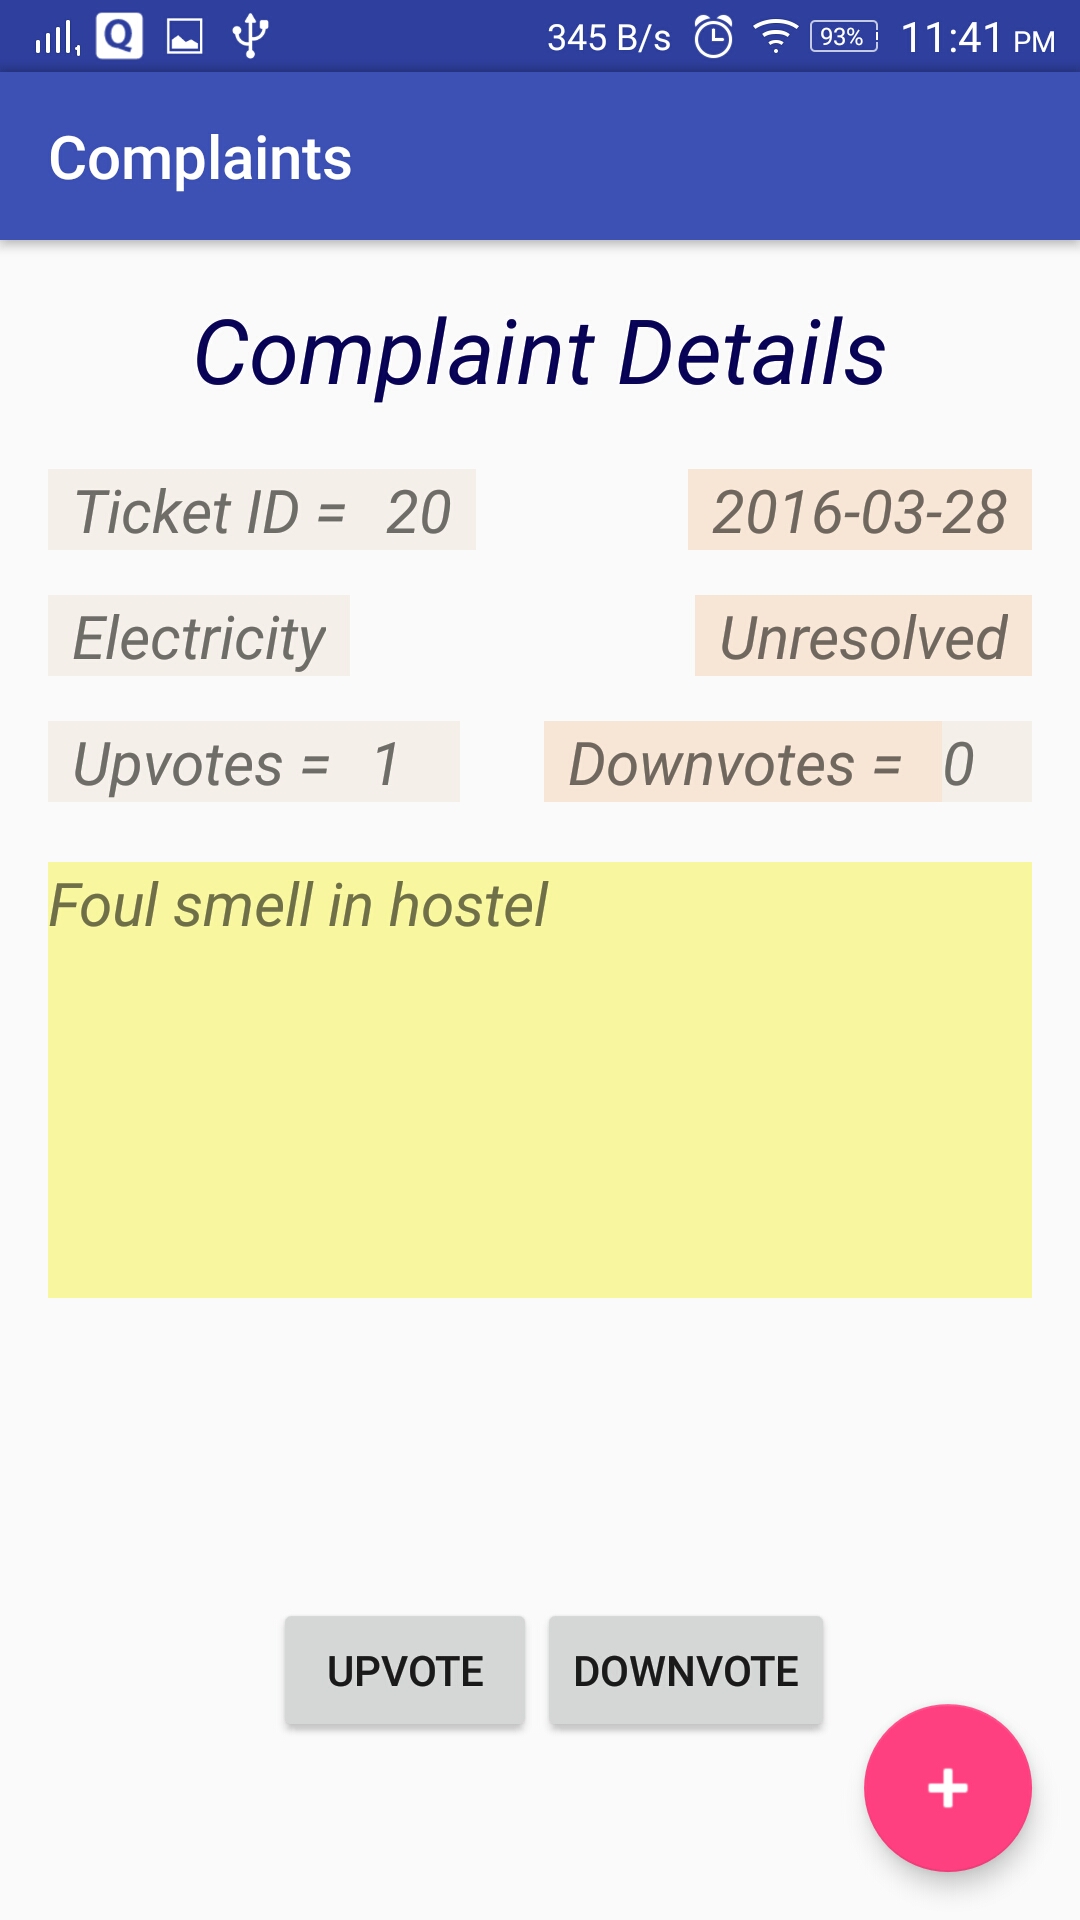 Q 345 B/s 93% 11:41 PM
Complaints
Complaint Details
Ticket ID = 20 2016-03-28
Electricity Unresolved
Upvotes = 1 Downvotes = 0
Foul smell in hostel
UPVOTE DOWNVOTE
+